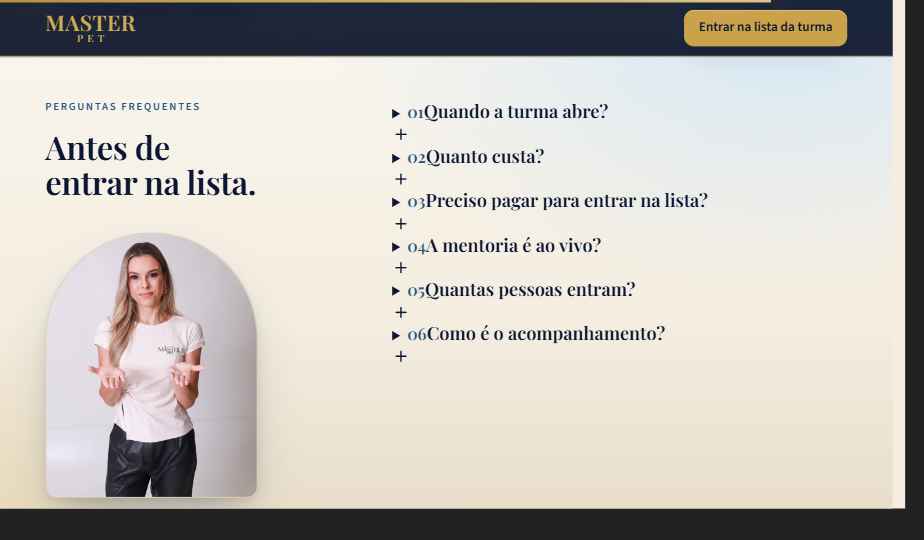 MASTER
PET
Entrar na lista da turma
PERGUNTAS FREQUENTES
Antes de
entrar na lista.
01Quando a turma abre?
+
02Quanto custa?
+
03Preciso pagar para entrar na lista?
+
04A mentoria é ao vivo?
+
05Quantas pessoas entram?
+
06Como é o acompanhamento?
+